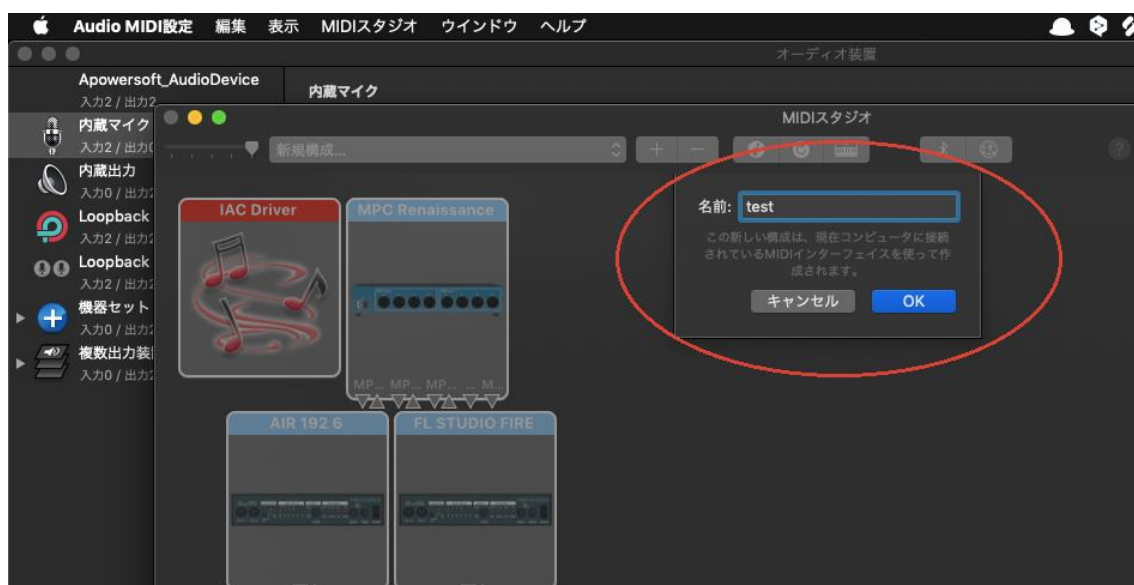 Audio MIDI設定 編集 表示 MIDIスタジオ ウインドウ ヘルプ
オーディオ装置
Apowersoft_AudioDevice
入力2 / 出力2
内蔵マイク
内蔵マイク
入力2 / 出力
内蔵出力
入力0 / 出力2
Loopback
入力2 / 出力2
Loopback
入力2 / 出力2
機器セット
入力0 / 出力2
複数出力装
入力0 / 出力2
MIDIスタジオ
新規構成...
IAC Driver
MPC Renaissance
MP... MP... MP... ... M...
AIR 192 6
FL STUDIO FIRE
名前: test
この新しい構成は、現在コンピュータに接続
されているMIDIインターフェイスを使って作
成されます。
キャンセル OK